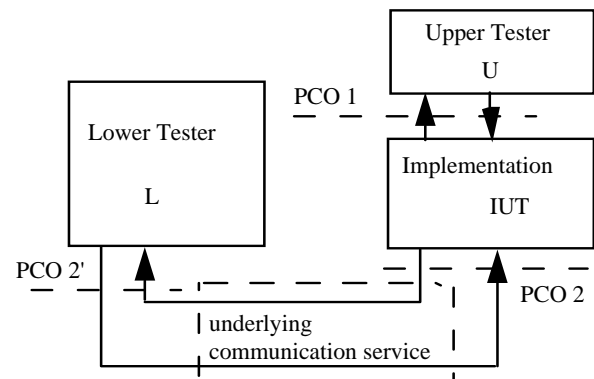 Upper Tester
U
PCO 1
Lower Tester
L
Implementation
IUT
PCO 2'
PCO 2
underlying
communication service